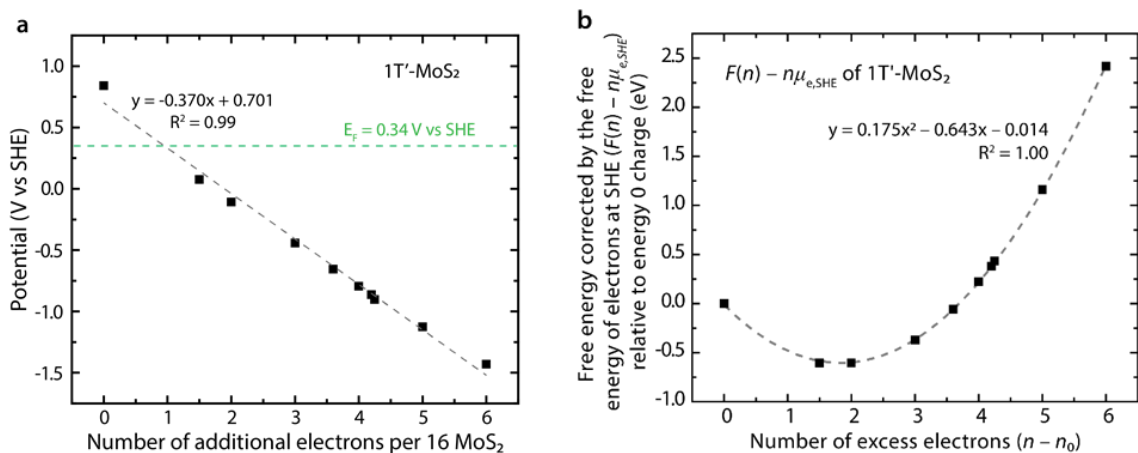 a
1T′-MoS₂
y = -0.370x + 0.701
R² = 0.99
E_F = 0.34 V vs SHE
Potential (V vs SHE)
1.0
0.5
0.0
-0.5
-1.0
-1.5
0 1 2 3 4 5 6
Number of additional electrons per 16 MoS₂
b
F(n) – nμ_e,SHE of 1T'-MoS₂
y = 0.175x² – 0.643x – 0.014
R² = 1.00
Free energy corrected by the free
energy of electrons at SHE (F(n) – nμ_e,SHE)
relative to energy 0 charge (eV)
2.5
2.0
1.5
1.0
0.5
0.0
-0.5
-1.0
0 1 2 3 4 5 6
Number of excess electrons (n – n₀)